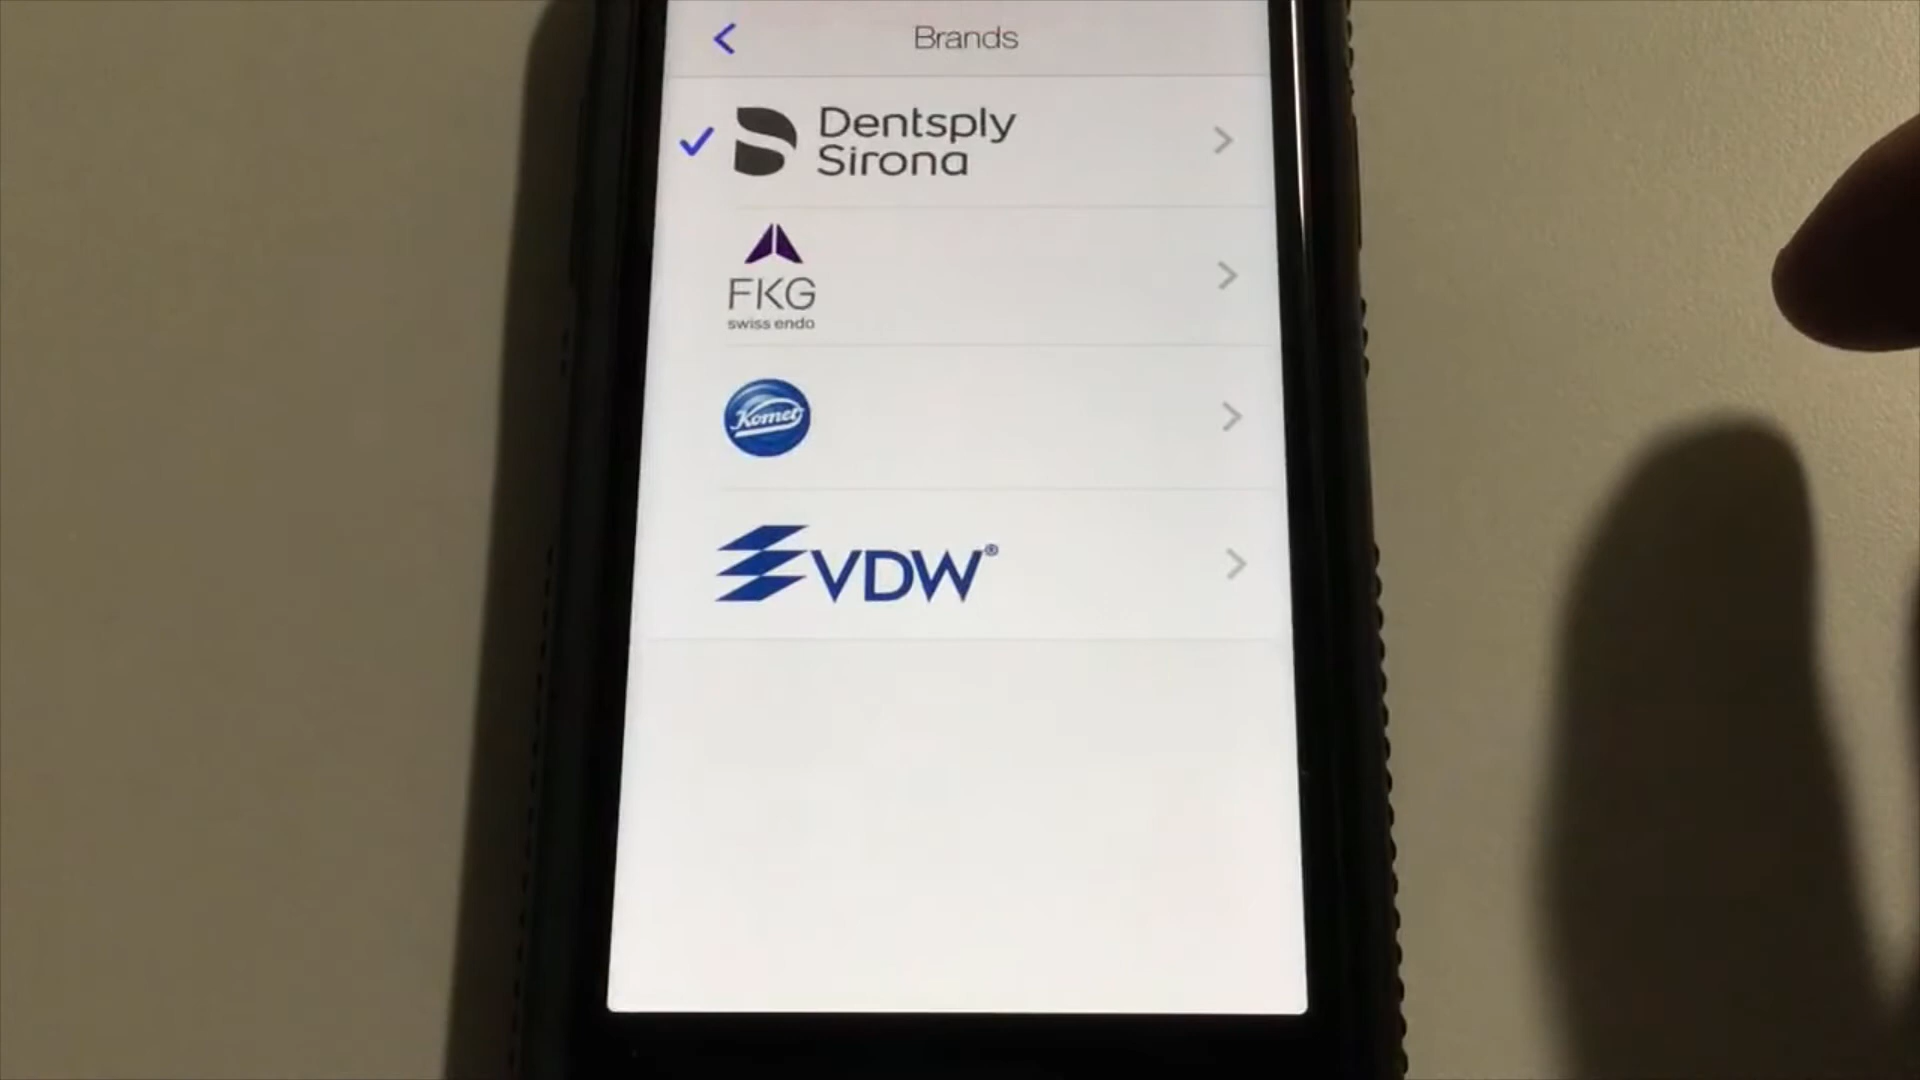 Brands
Dentsply
Sirona
FKG
swiss endo
Komet
VDW®